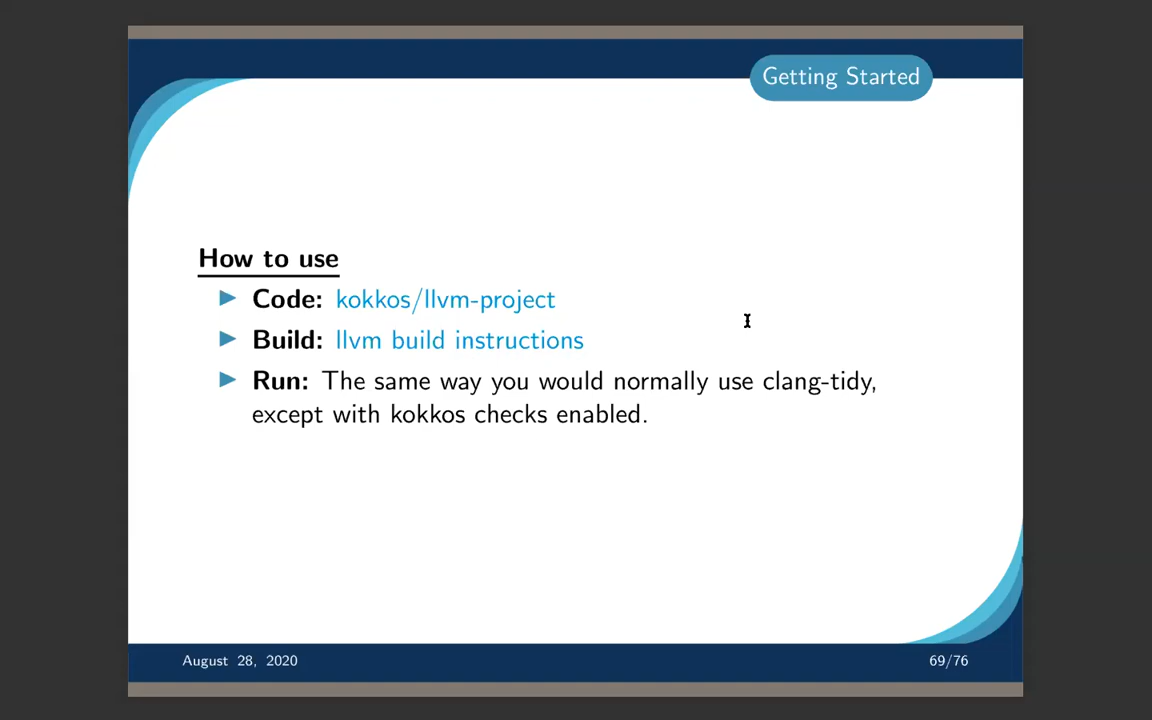 Getting Started
How to use
Code: kokkos/llvm-project
Build: llvm build instructions
Run: The same way you would normally use clang-tidy,
except with kokkos checks enabled.
August 28, 2020
69/76